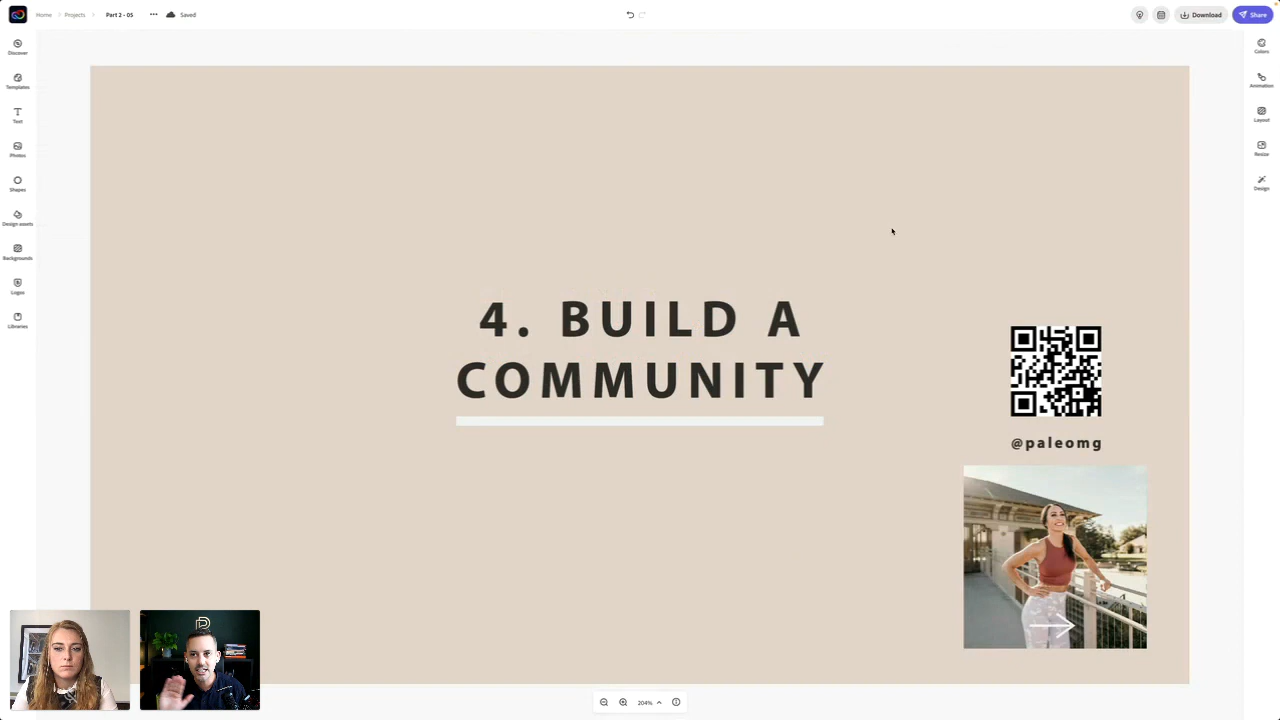 Home
Projects
Part 2 - 05
Saved
Download
Share
Discover
Templates
Text
Photos
Shapes
Design assets
Backgrounds
Logos
Libraries
Colors
Animation
Layout
Resize
Design
4. BUILD A
COMMUNITY
@paleomg
204%